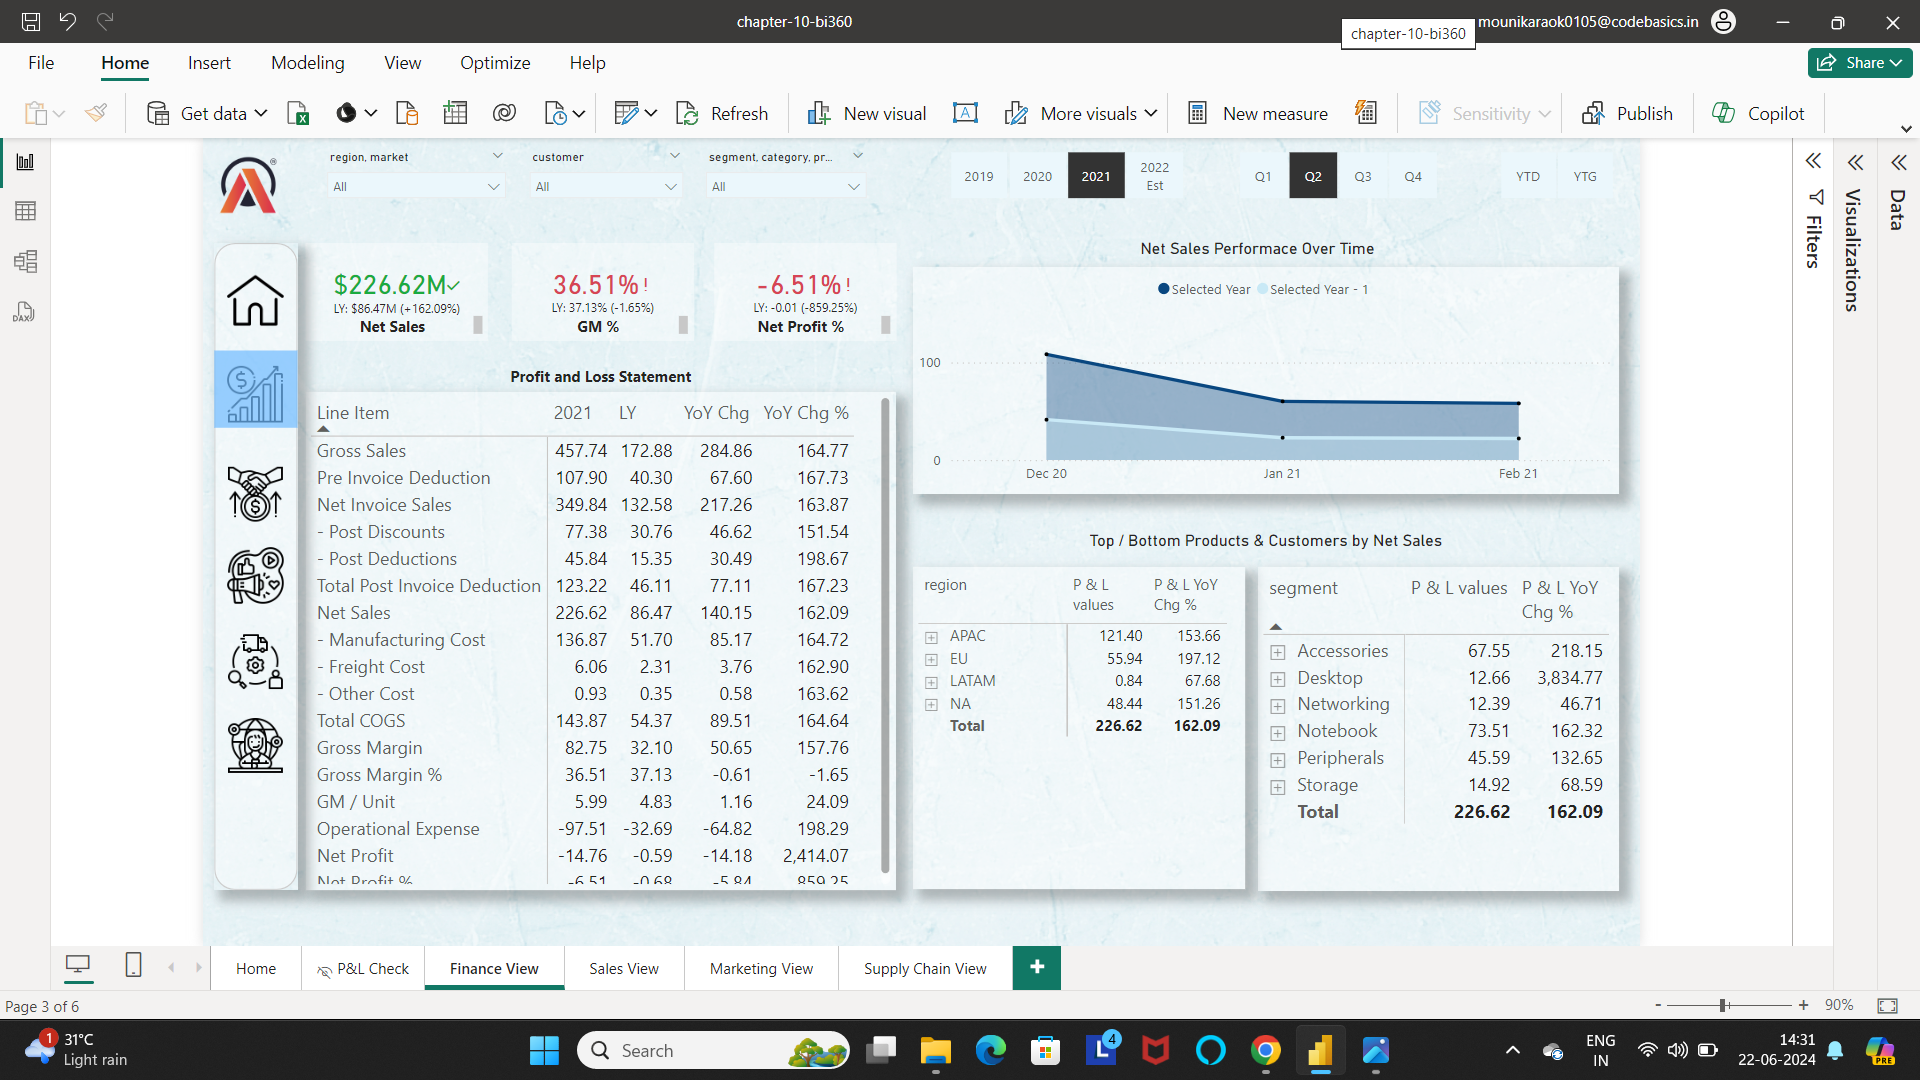 chapter-10-bi360
mounikaraok0105@codebasics.in
chapter-10-bi360
File Home Insert Modeling View Optimize Help
Share
Get data
Refresh
New visual
More visuals
New measure
Sensitivity
Publish
Copilot
region, market
customer
segment, category, pr...
All
All
All
2019 2020 2021 2022 Est
Q1 Q2 Q3 Q4
YTD YTG
Filters
Visualizations
Data
DAX
$226.62M
LY: $86.47M (+162.09%)
Net Sales
36.51% !
LY: 37.13% (-1.65%)
GM %
-6.51% !
LY: -0.01 (-859.25%)
Net Profit %
Net Sales Performace Over Time
Selected Year Selected Year - 1
100
0
Dec 20 Jan 21 Feb 21
Profit and Loss Statement
Line Item 2021 LY YoY Chg YoY Chg %
Gross Sales 457.74 172.88 284.86 164.77
Pre Invoice Deduction 107.90 40.30 67.60 167.73
Net Invoice Sales 349.84 132.58 217.26 163.87
- Post Discounts 77.38 30.76 46.62 151.54
- Post Deductions 45.84 15.35 30.49 198.67
Total Post Invoice Deduction 123.22 46.11 77.11 167.23
Net Sales 226.62 86.47 140.15 162.09
- Manufacturing Cost 136.87 51.70 85.17 164.72
- Freight Cost 6.06 2.31 3.76 162.90
- Other Cost 0.93 0.35 0.58 163.62
Total COGS 143.87 54.37 89.51 164.64
Gross Margin 82.75 32.10 50.65 157.76
Gross Margin % 36.51 37.13 -0.61 -1.65
GM / Unit 5.99 4.83 1.16 24.09
Operational Expense -97.51 -32.69 -64.82 198.29
Net Profit -14.76 -0.59 -14.18 2,414.07
Net Profit % -6.51 -0.68 -5.84 859.25
Top / Bottom Products & Customers by Net Sales
region P & L values P & L YoY Chg %
APAC 121.40 153.66
EU 55.94 197.12
LATAM 0.84 67.68
NA 48.44 151.26
Total 226.62 162.09
segment P & L values P & L YoY Chg %
Accessories 67.55 218.15
Desktop 12.66 3,834.77
Networking 12.39 46.71
Notebook 73.51 162.32
Peripherals 45.59 132.65
Storage 14.92 68.59
Total 226.62 162.09
Home P&L Check Finance View Sales View Marketing View Supply Chain View +
Page 3 of 6
- + 90%
1
31°C
Light rain
Search
4
ENG
IN
14:31
22-06-2024
PRE